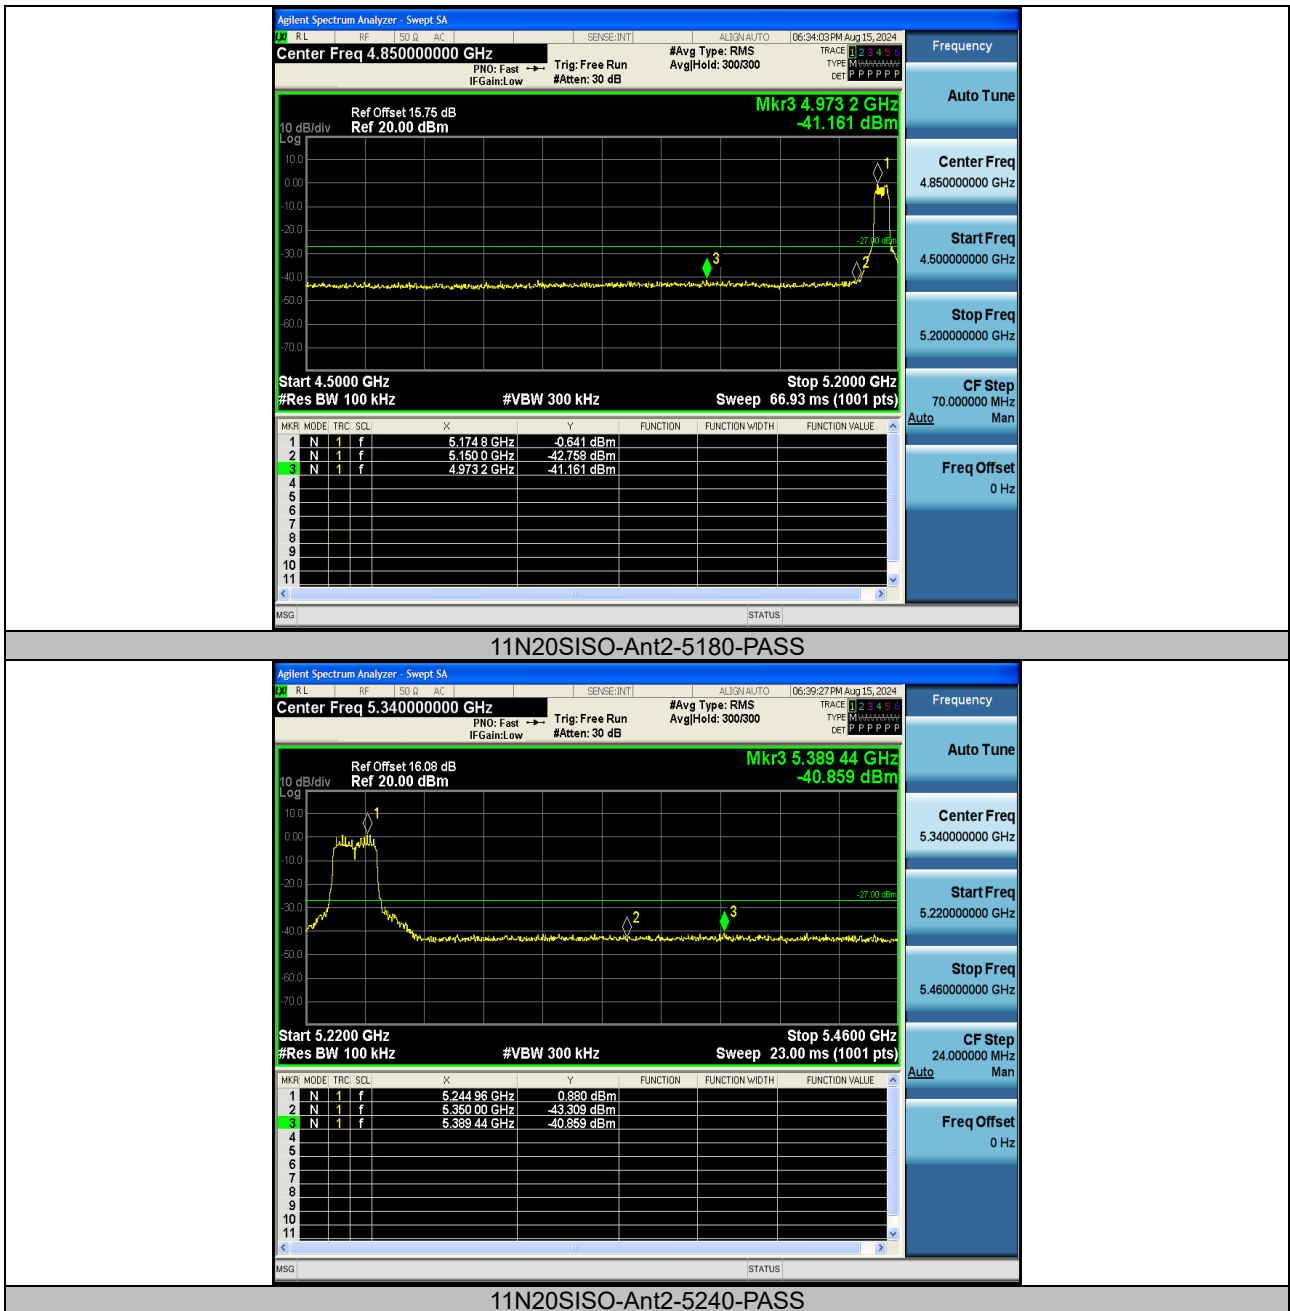 Agilent Spectrum Analyzer - Swept SA
RL RF 50 Ω AC SENSE:INT ALIGN AUTO 06:34:03 PM Aug 15, 2024
Center Freq 4.850000000 GHz
PNO: Fast
IFGain:Low
Trig: Free Run
#Atten: 30 dB
#Avg Type: RMS
Avg|Hold: 300/300
TRACE 1 2 3 4 5 6
TYPE M
DET P P P P P P
Frequency
Auto Tune
Center Freq
4.850000000 GHz
Start Freq
4.500000000 GHz
Stop Freq
5.200000000 GHz
CF Step
70.000000 MHz
Auto Man
Freq Offset
0 Hz
Mkr3 4.973 2 GHz
-41.161 dBm
Ref Offset 15.75 dB
10 dB/div Ref 20.00 dBm
Log
10.0
0.00
-10.0
-20.0
-30.0
-40.0
-50.0
-60.0
-70.0
1
2
3
-27.00 dBm
Start 4.5000 GHz Stop 5.2000 GHz
#Res BW 100 kHz #VBW 300 kHz Sweep 66.93 ms (1001 pts)
MKR MODE TRC SCL X Y FUNCTION FUNCTION WIDTH FUNCTION VALUE
1 N 1 f 5.174 8 GHz -0.641 dBm
2 N 1 f 5.150 0 GHz -42.758 dBm
3 N 1 f 4.973 2 GHz -41.161 dBm
4
5
6
7
8
9
10
11
MSG STATUS
11N20SISO-Ant2-5180-PASS
Agilent Spectrum Analyzer - Swept SA
RL RF 50 Ω AC SENSE:INT ALIGN AUTO 06:39:27 PM Aug 15, 2024
Center Freq 5.340000000 GHz
PNO: Fast
IFGain:Low
Trig: Free Run
#Atten: 30 dB
#Avg Type: RMS
Avg|Hold: 300/300
TRACE 1 2 3 4 5 6
TYPE M
DET P P P P P P
Frequency
Auto Tune
Center Freq
5.340000000 GHz
Start Freq
5.220000000 GHz
Stop Freq
5.460000000 GHz
CF Step
24.000000 MHz
Auto Man
Freq Offset
0 Hz
Mkr3 5.389 44 GHz
-40.859 dBm
Ref Offset 16.08 dB
10 dB/div Ref 20.00 dBm
Log
10.0
0.00
-10.0
-20.0
-30.0
-40.0
-50.0
-60.0
-70.0
1
2
3
-27.00 dBm
Start 5.2200 GHz Stop 5.4600 GHz
#Res BW 100 kHz #VBW 300 kHz Sweep 23.00 ms (1001 pts)
MKR MODE TRC SCL X Y FUNCTION FUNCTION WIDTH FUNCTION VALUE
1 N 1 f 5.244 96 GHz 0.880 dBm
2 N 1 f 5.350 00 GHz -43.309 dBm
3 N 1 f 5.389 44 GHz -40.859 dBm
4
5
6
7
8
9
10
11
MSG STATUS
11N20SISO-Ant2-5240-PASS